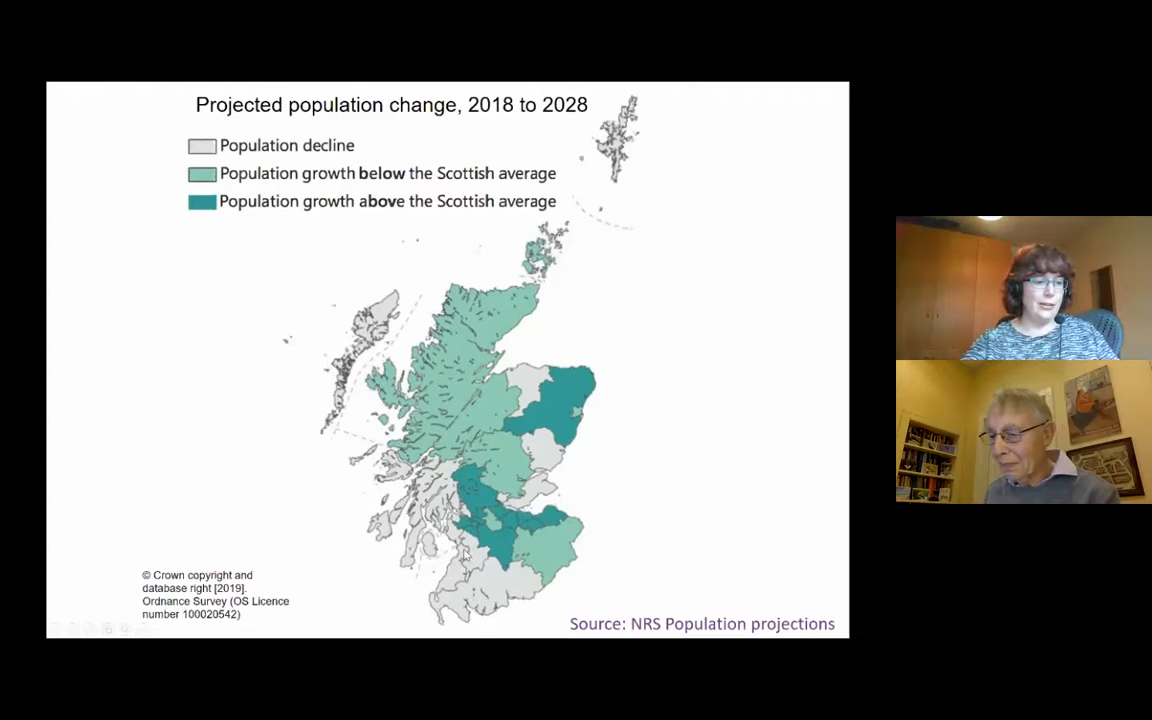 Projected population change, 2018 to 2028
Population decline
Population growth below the Scottish average
Population growth above the Scottish average
© Crown copyright and
database right [2019].
Ordnance Survey (OS Licence
number 100020542)
Source: NRS Population projections